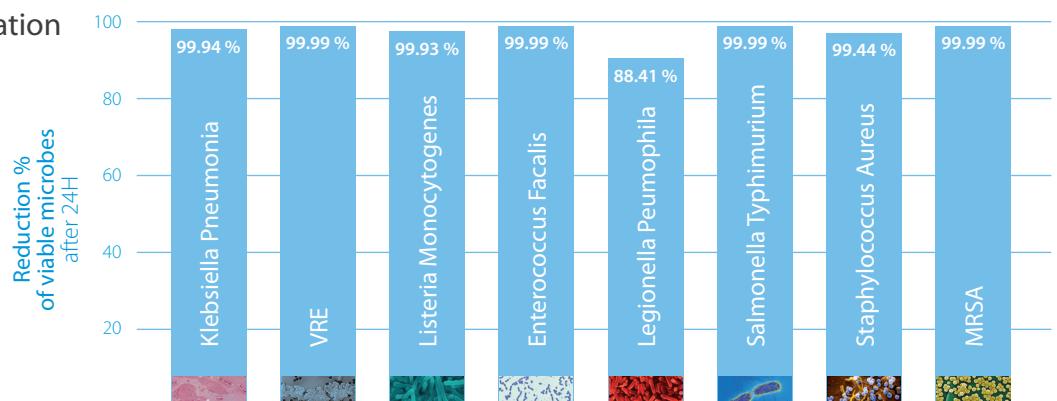 ation
100
80
60
40
20
Reduction %
of viable microbes
after 24H
99.94 %
Klebsiella Pneumonia
99.99 %
VRE
99.93 %
Listeria Monocytogenes
99.99 %
Enterococcus Facalis
88.41 %
Legionella Peumophila
99.99 %
Salmonella Typhimurium
99.44 %
Staphylococcus Aureus
99.99 %
MRSA